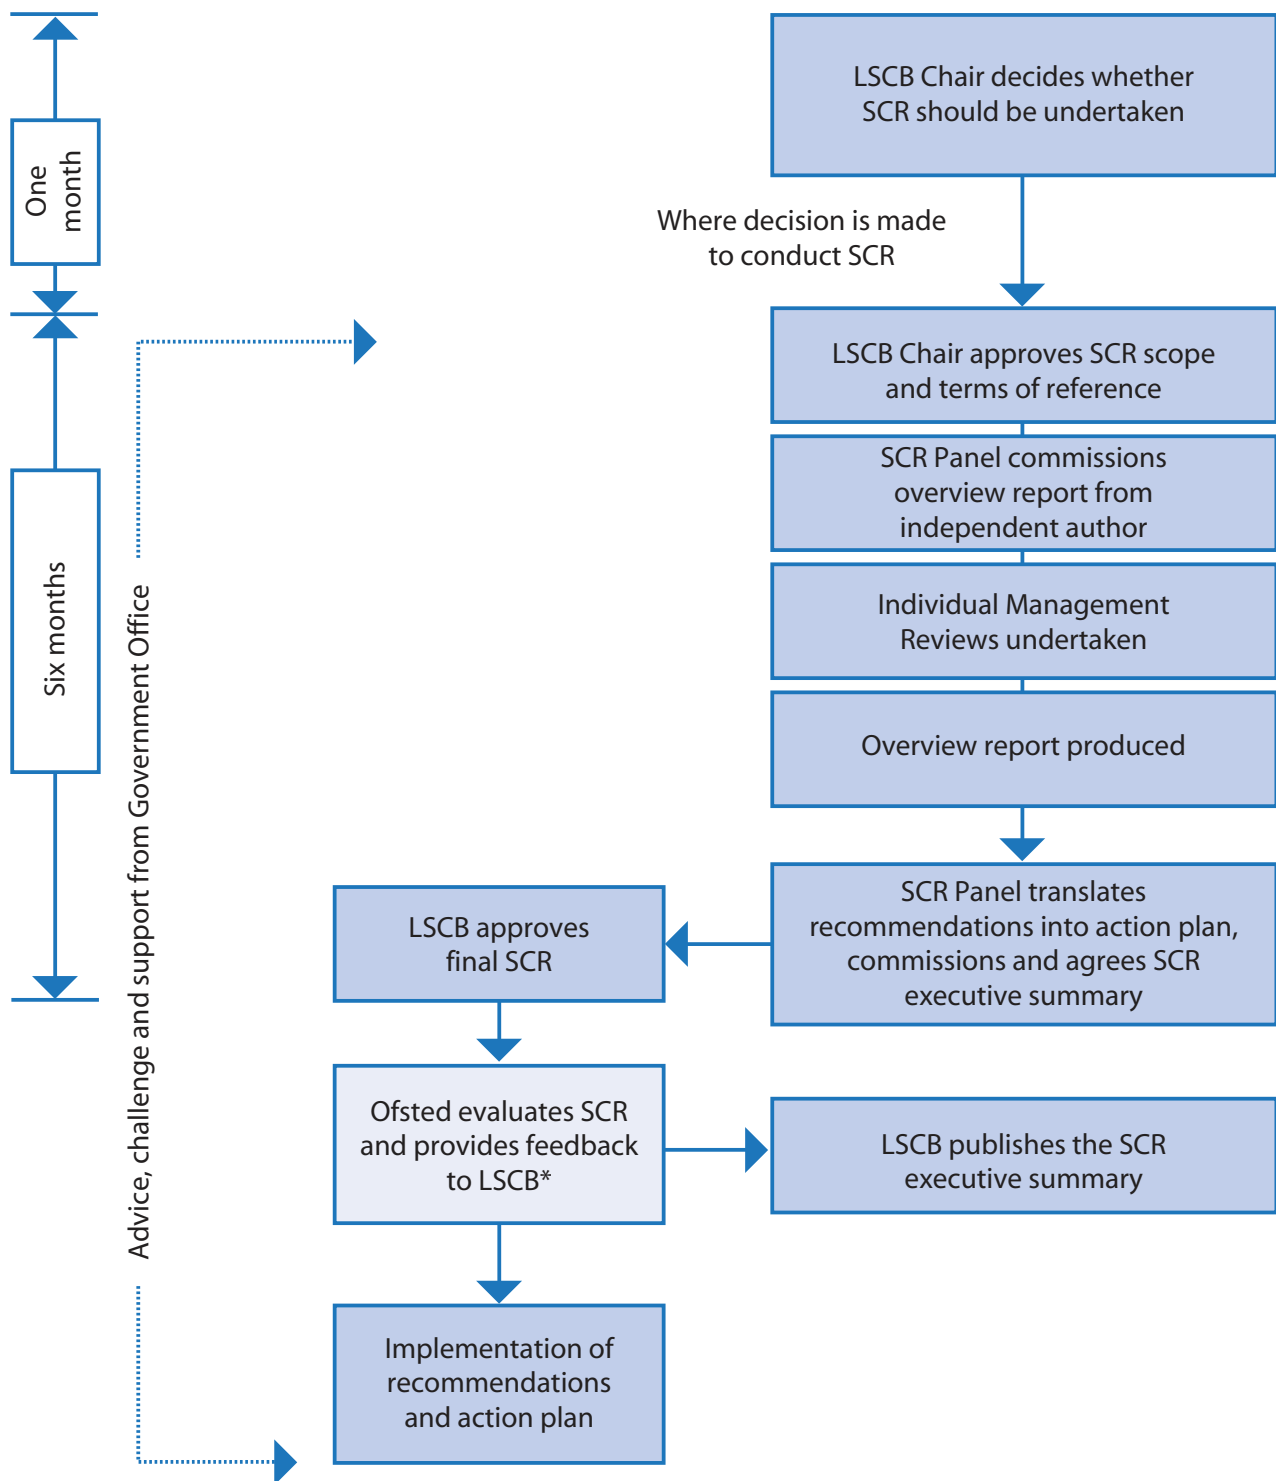 One
month
Six months
Advice, challenge and support from Government Office
LSCB Chair decides whether
SCR should be undertaken
Where decision is made
to conduct SCR
LSCB Chair approves SCR scope
and terms of reference
SCR Panel commissions
overview report from
independent author
Individual Management
Reviews undertaken
Overview report produced
SCR Panel translates
recommendations into action plan,
commissions and agrees SCR
executive summary
LSCB approves
final SCR
Ofsted evaluates SCR
and provides feedback
to LSCB*
LSCB publishes the SCR
executive summary
Implementation of
recommendations
and action plan